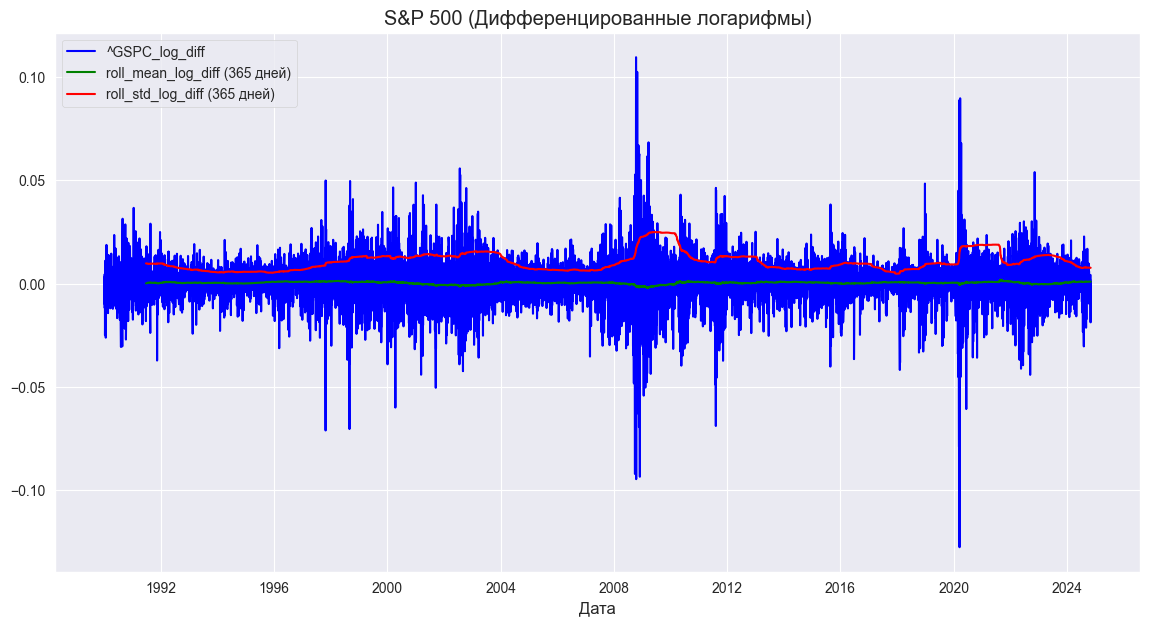 S&P 500 (Дифференцированные логарифмы)
^GSPC_log_diff
roll_mean_log_diff (365 дней)
roll_std_log_diff (365 дней)
0.10
0.05
0.00
−0.05
−0.10
1992 1996 2000 2004 2008 2012 2016 2020 2024
Дата